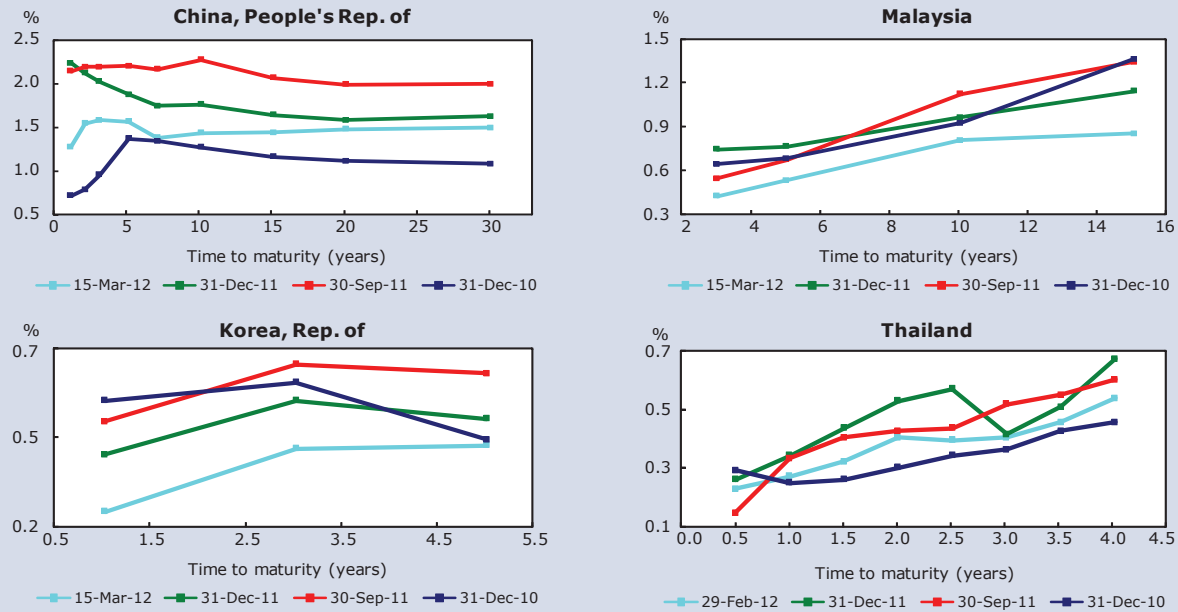 China, People's Rep. of
%
2.5
2.0
1.5
1.0
0.5
0 5 10 15 20 25 30
Time to maturity (years)
15-Mar-12 31-Dec-11 30-Sep-11 31-Dec-10
Malaysia
%
1.5
1.2
0.9
0.6
0.3
2 4 6 8 10 12 14 16
Time to maturity (years)
15-Mar-12 31-Dec-11 30-Sep-11 31-Dec-10
Korea, Rep. of
%
0.7
0.5
0.2
0.5 1.5 2.5 3.5 4.5 5.5
Time to maturity (years)
15-Mar-12 31-Dec-11 30-Sep-11 31-Dec-10
Thailand
%
0.7
0.5
0.3
0.1
0.0 0.5 1.0 1.5 2.0 2.5 3.0 3.5 4.0 4.5
Time to maturity (years)
29-Feb-12 31-Dec-11 30-Sep-11 31-Dec-10